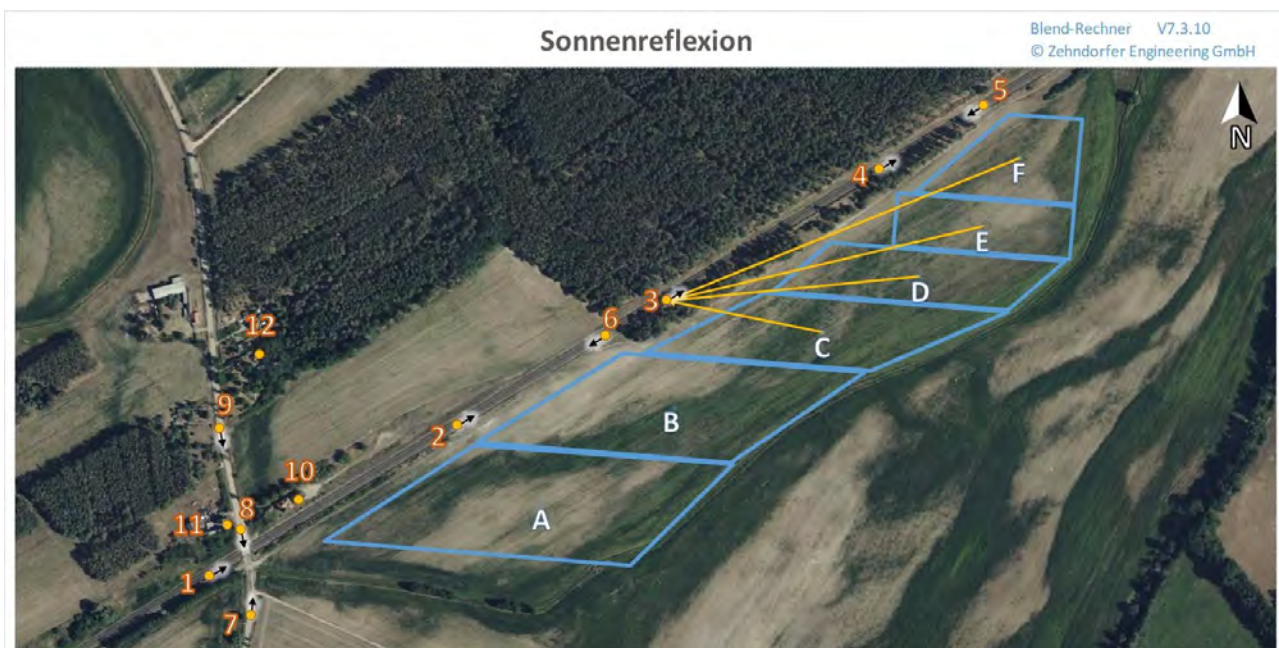 Sonnenreflexion
Blend-Rechner V7.3.10
© Zehndorfer Engineering GmbH
5
N
4
F
E
3
D
12
6
C
9
2
B
10
8
11
A
1
7